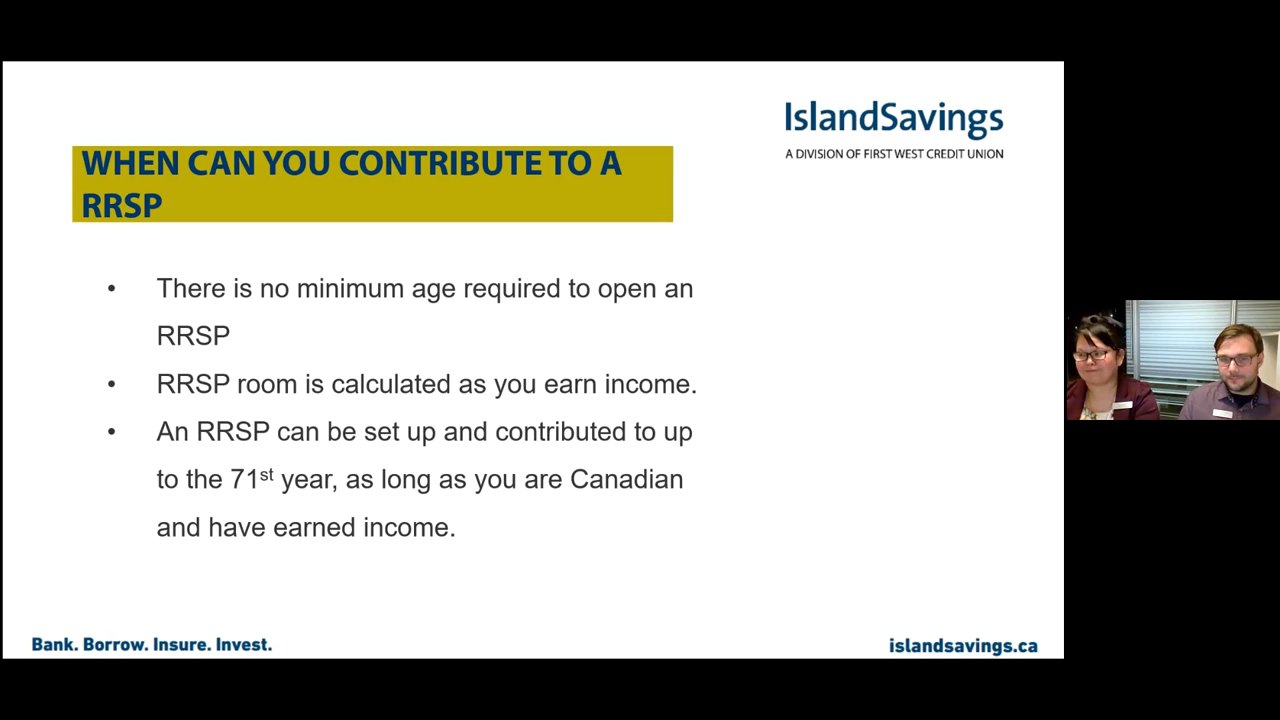 IslandSavings
A DIVISION OF FIRST WEST CREDIT UNION
WHEN CAN YOU CONTRIBUTE TO A
RRSP
• There is no minimum age required to open an
RRSP
• RRSP room is calculated as you earn income.
• An RRSP can be set up and contributed to up
to the 71st year, as long as you are Canadian
and have earned income.
Bank. Borrow. Insure. Invest.
islandsavings.ca